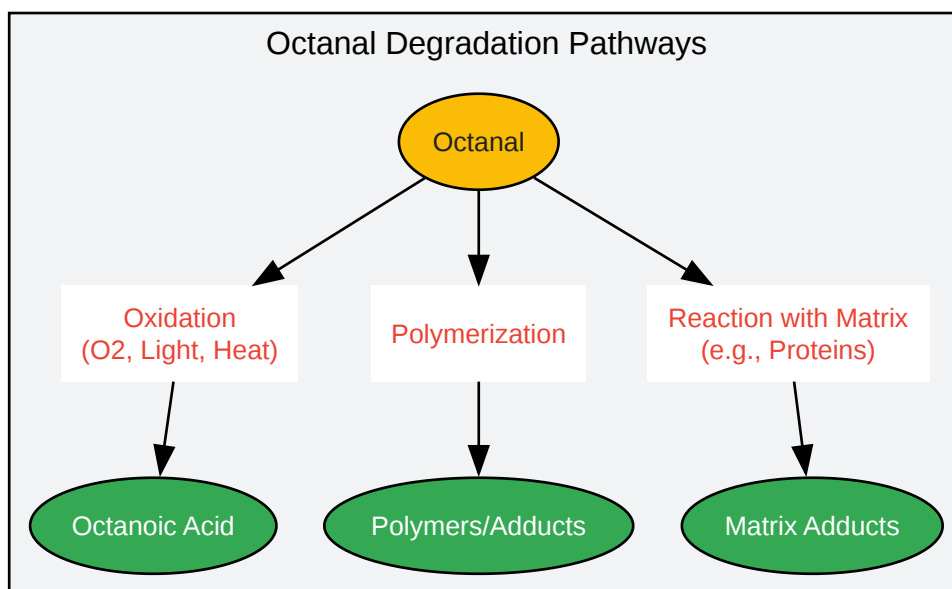 Octanal Degradation Pathways
Octanal
Oxidation
(O2, Light, Heat)
Polymerization
Reaction with Matrix
(e.g., Proteins)
Octanoic Acid
Polymers/Adducts
Matrix Adducts